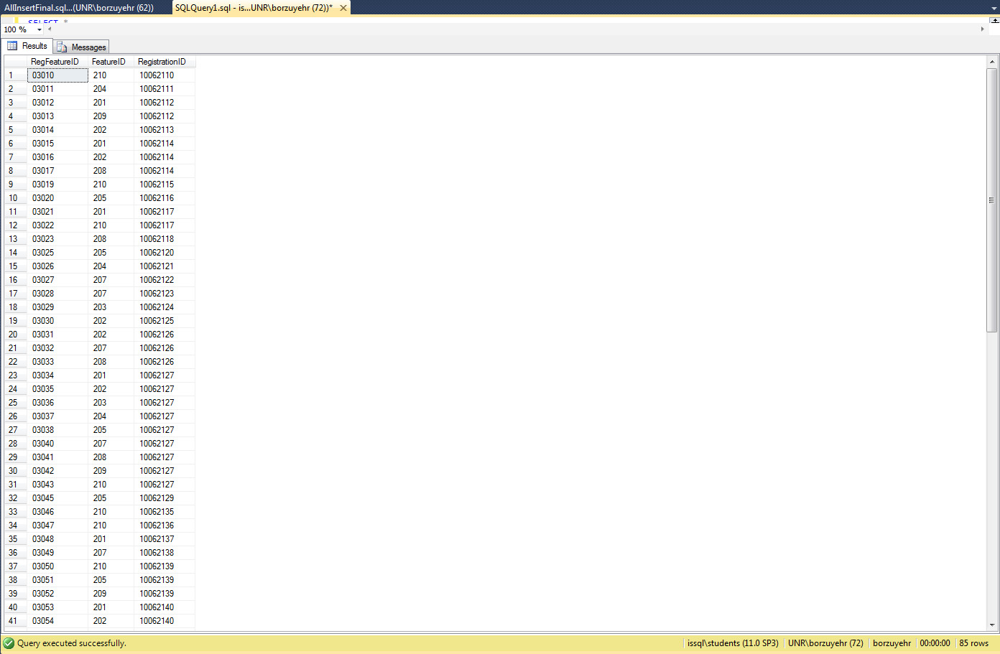 AllInsertFinal.sql...(UNR\borzuyehr (62))
SQLQuery1.sql - is...UNR\borzuyehr (72))*
SELECT *
100 %
Results
Messages
RegFeatureID FeatureID RegistrationID
1 03010 210 10062110
2 03011 204 10062111
3 03012 201 10062112
4 03013 209 10062112
5 03014 202 10062113
6 03015 201 10062114
7 03016 202 10062114
8 03017 208 10062114
9 03019 210 10062115
10 03020 205 10062116
11 03021 201 10062117
12 03022 210 10062117
13 03023 208 10062118
14 03025 205 10062120
15 03026 204 10062121
16 03027 207 10062122
17 03028 207 10062123
18 03029 203 10062124
19 03030 202 10062125
20 03031 202 10062126
21 03032 207 10062126
22 03033 208 10062126
23 03034 201 10062127
24 03035 202 10062127
25 03036 203 10062127
26 03037 204 10062127
27 03038 205 10062127
28 03040 207 10062127
29 03041 208 10062127
30 03042 209 10062127
31 03043 210 10062127
32 03045 205 10062129
33 03046 210 10062135
34 03047 210 10062136
35 03048 201 10062137
36 03049 207 10062138
37 03050 210 10062139
38 03051 205 10062139
39 03052 209 10062139
40 03053 201 10062140
41 03054 202 10062140
Query executed successfully.
issql\students (11.0 SP3)
UNR\borzuyehr (72)
borzuyehr
00:00:00
85 rows